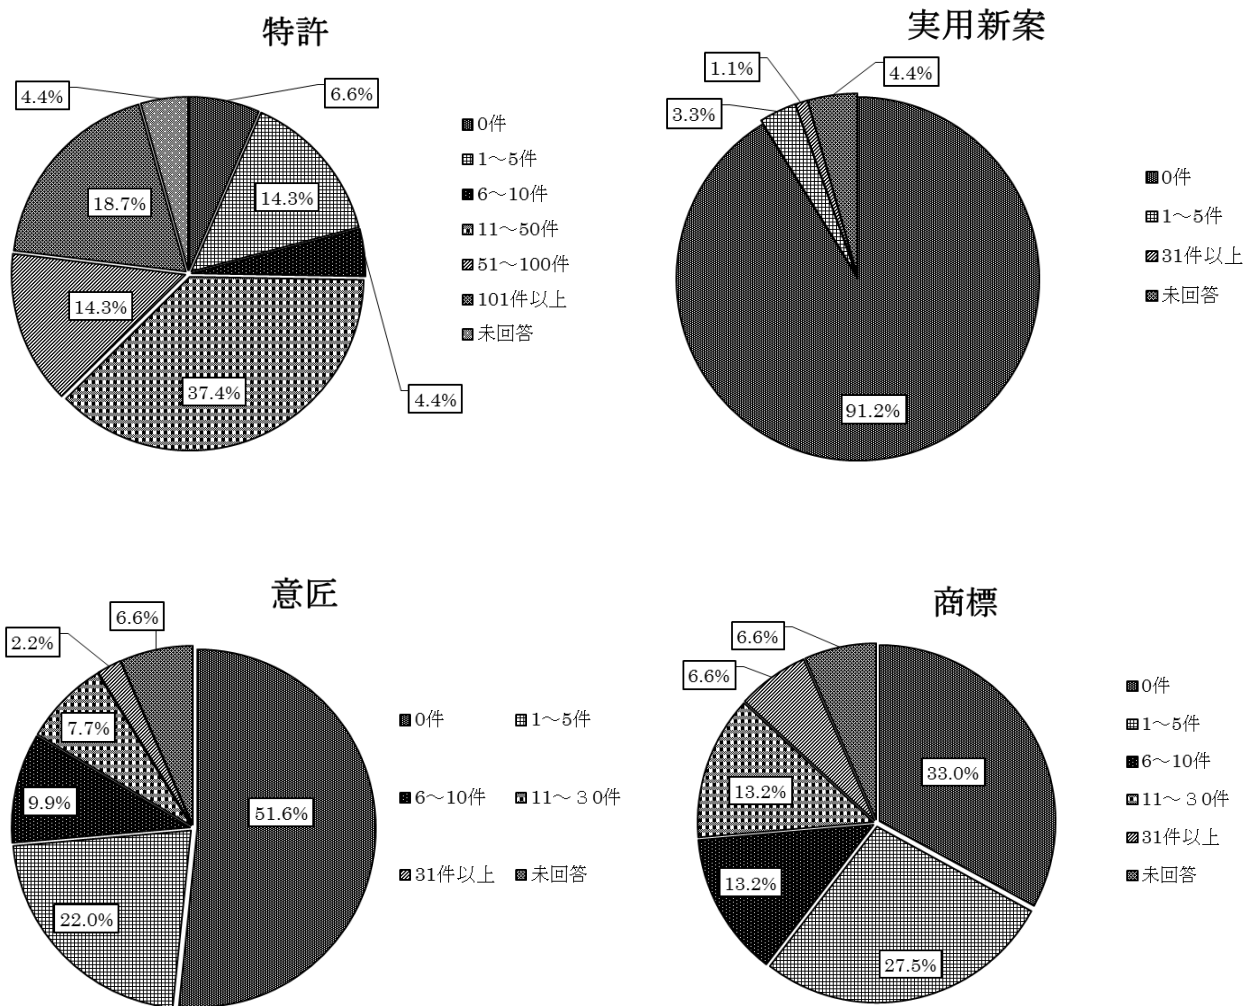 特許
4.4%
6.6%
14.3%
18.7%
14.3%
37.4%
4.4%
0件
1～5件
6～10件
11～50件
51～100件
101件以上
未回答
実用新案
1.1%
4.4%
3.3%
91.2%
0件
1～5件
31件以上
未回答
意匠
6.6%
2.2%
7.7%
9.9%
51.6%
22.0%
0件 1～5件
6～10件 11～３0件
31件以上 未回答
商標
6.6%
6.6%
33.0%
13.2%
13.2%
27.5%
0件
1～5件
6～10件
11～３0件
31件以上
未回答